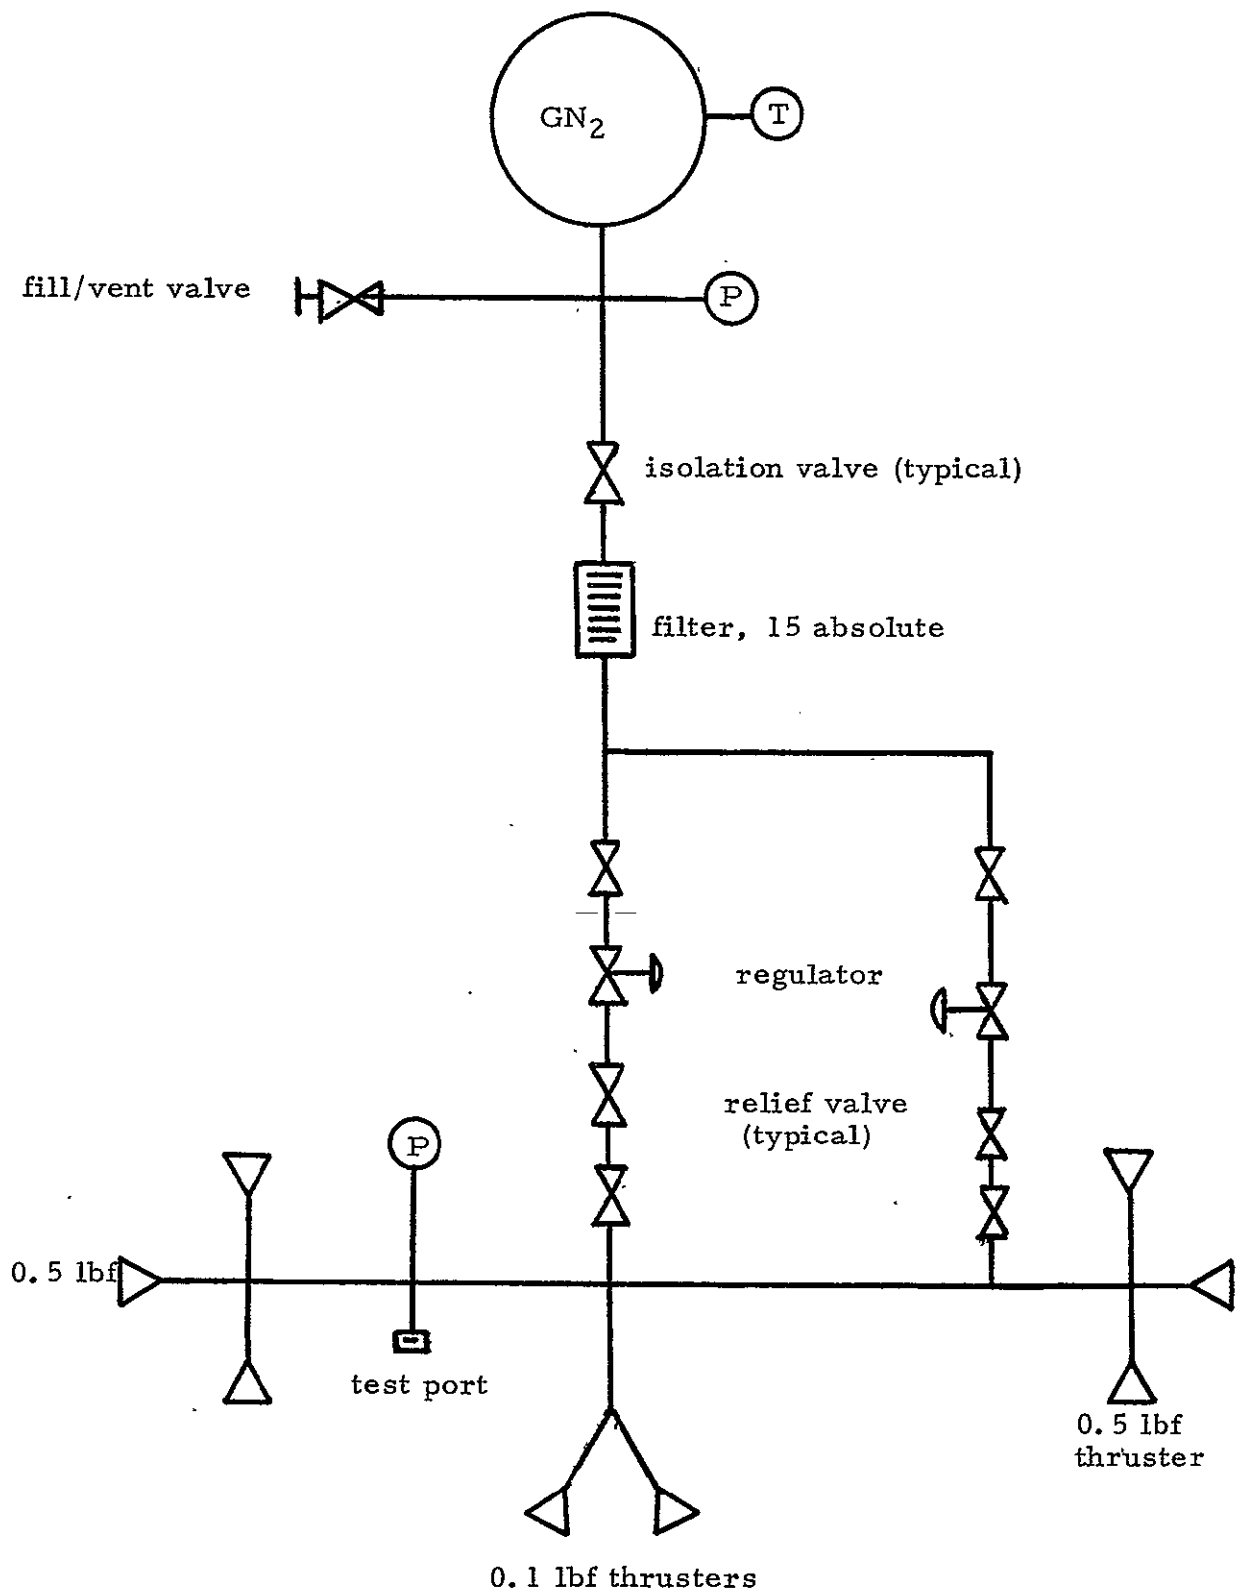 GN2
T
fill/vent valve
P
isolation valve (typical)
filter, 15 absolute
regulator
relief valve
(typical)
P
0.5 lbf
test port
0.5 lbf
thruster
0.1 lbf thrusters